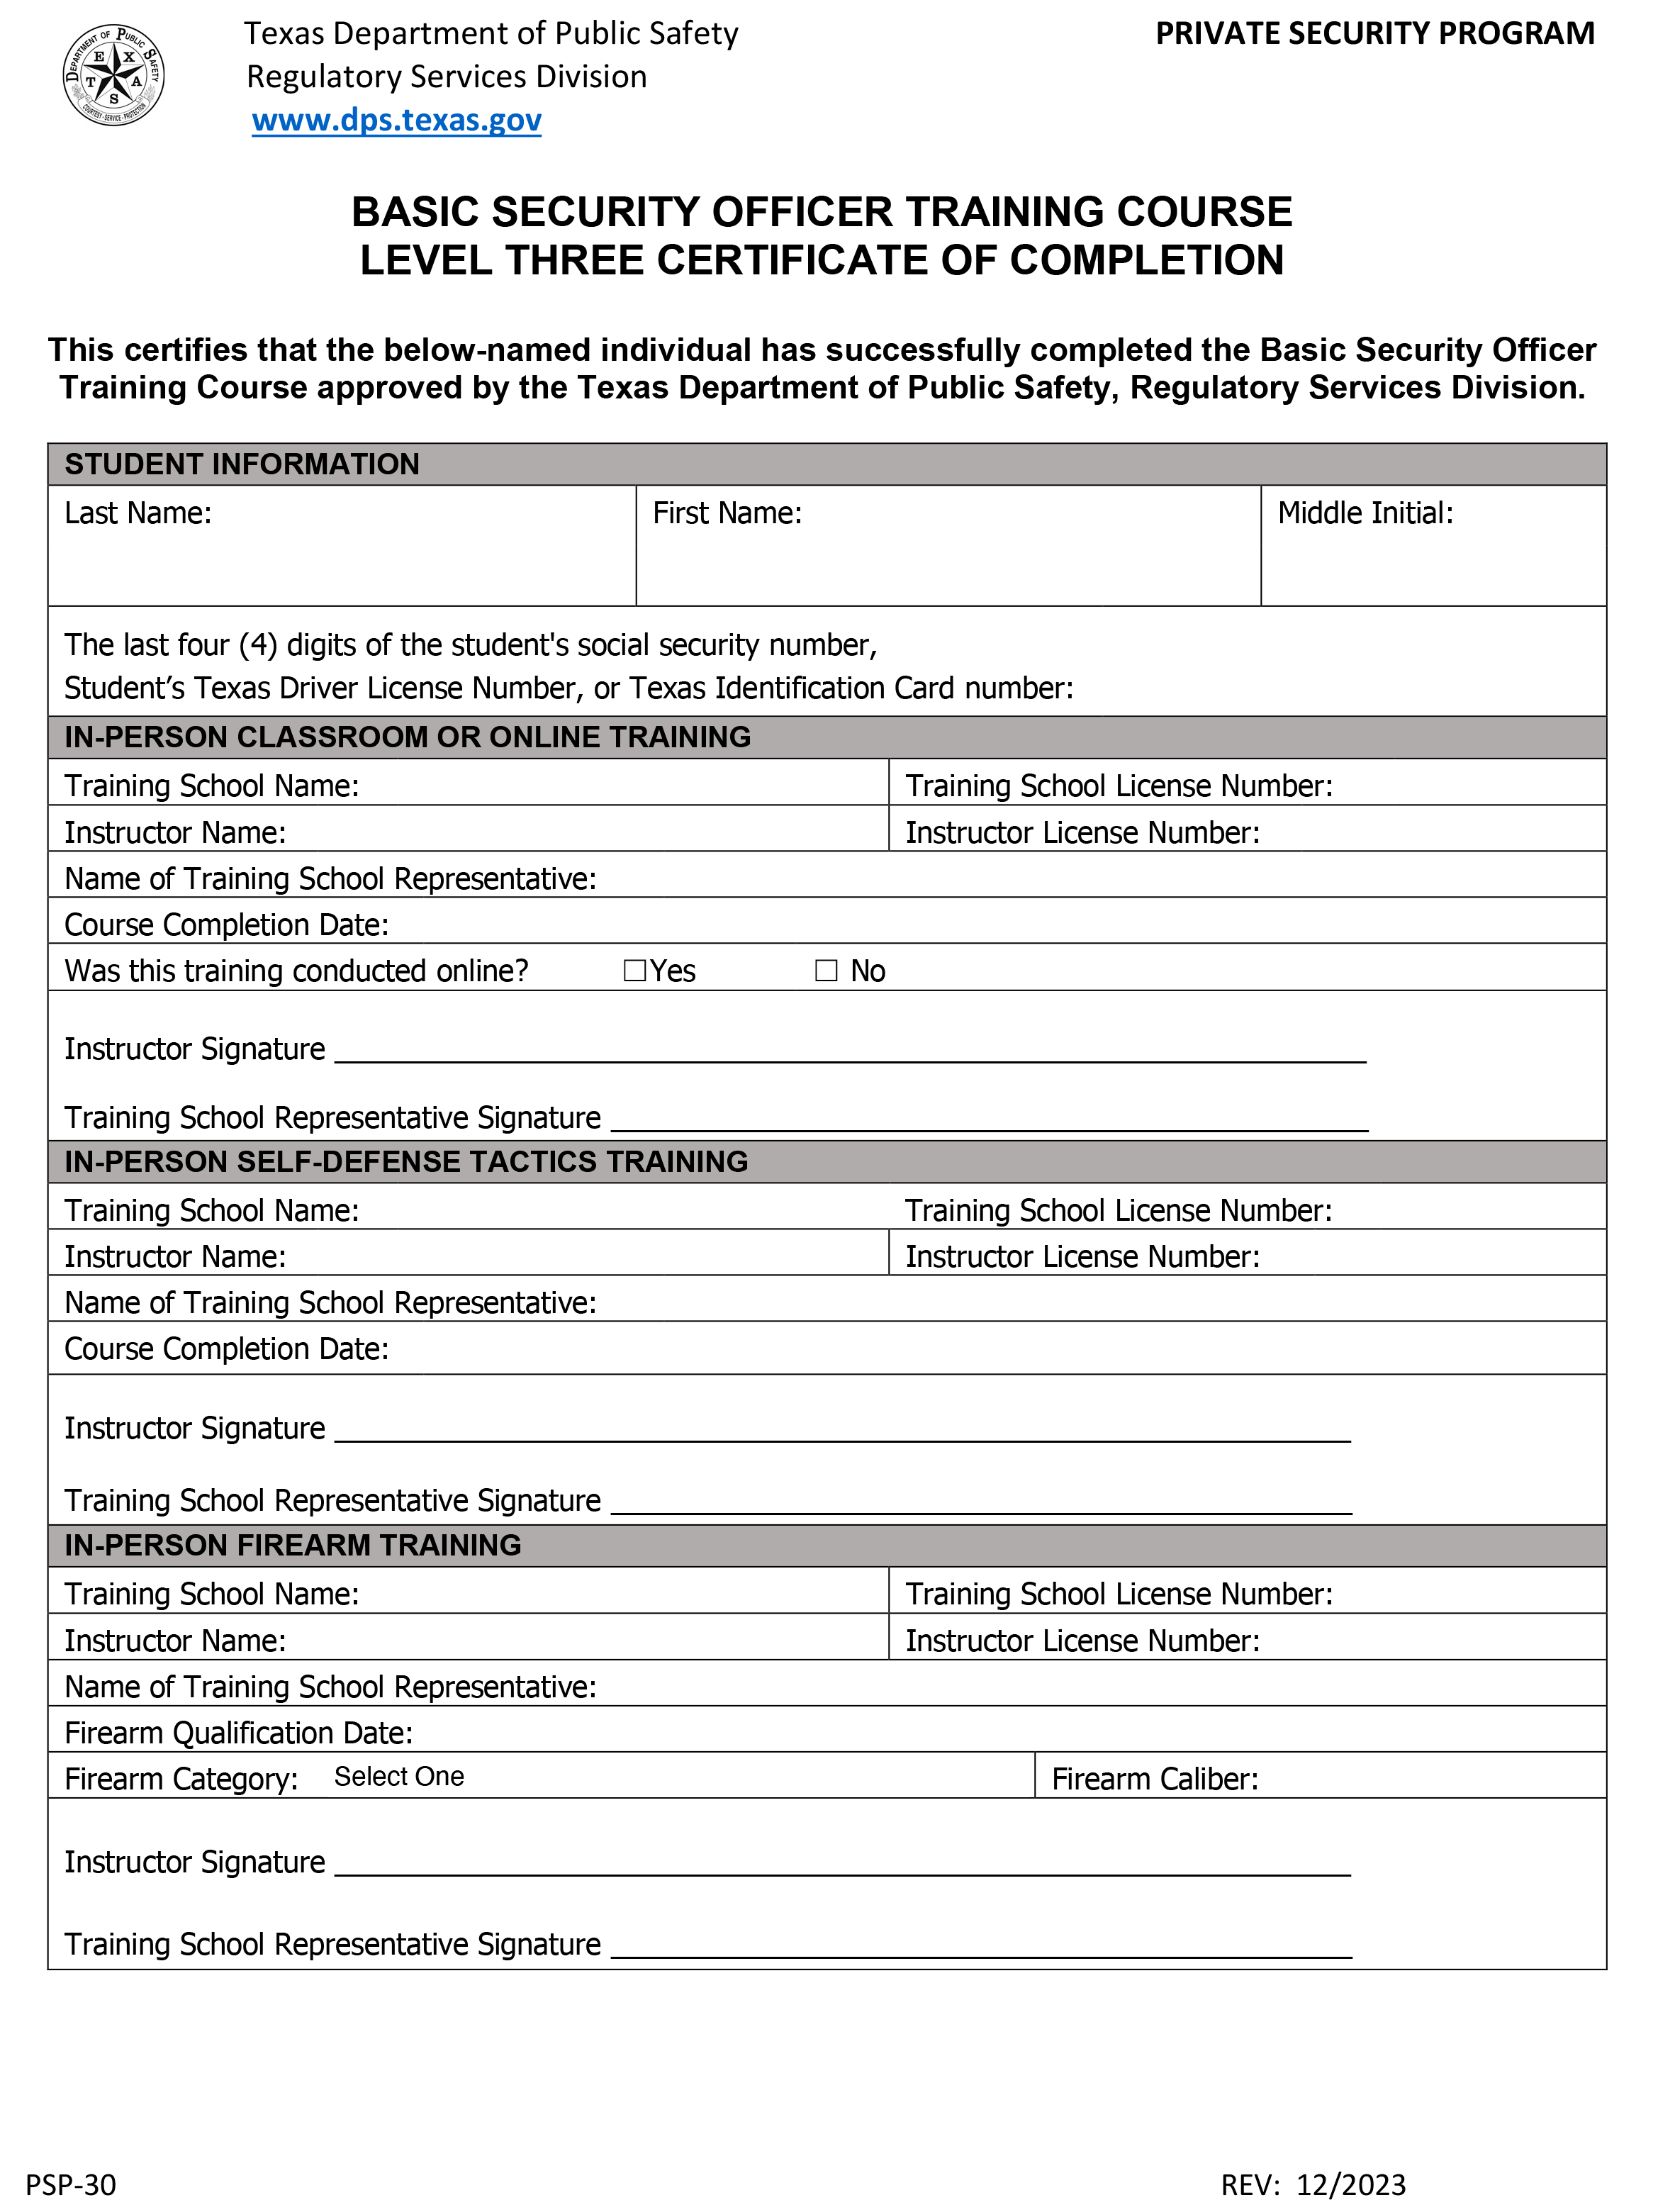 DEPARTMENT OF PUBLIC SAFETY
TEXAS
COURTESY · SERVICE · PROTECTION
Texas Department of Public Safety
PRIVATE SECURITY PROGRAM
Regulatory Services Division
www.dps.texas.gov
BASIC SECURITY OFFICER TRAINING COURSE
LEVEL THREE CERTIFICATE OF COMPLETION
This certifies that the below-named individual has successfully completed the Basic Security Officer
Training Course approved by the Texas Department of Public Safety, Regulatory Services Division.
STUDENT INFORMATION
Last Name: First Name: Middle Initial:
The last four (4) digits of the student's social security number,
Student’s Texas Driver License Number, or Texas Identification Card number:
IN-PERSON CLASSROOM OR ONLINE TRAINING
Training School Name: Training School License Number:
Instructor Name: Instructor License Number:
Name of Training School Representative:
Course Completion Date:
Was this training conducted online? ☐Yes ☐ No
Instructor Signature
Training School Representative Signature
IN-PERSON SELF-DEFENSE TACTICS TRAINING
Training School Name: Training School License Number:
Instructor Name: Instructor License Number:
Name of Training School Representative:
Course Completion Date:
Instructor Signature
Training School Representative Signature
IN-PERSON FIREARM TRAINING
Training School Name: Training School License Number:
Instructor Name: Instructor License Number:
Name of Training School Representative:
Firearm Qualification Date:
Firearm Category: Select One Firearm Caliber:
Instructor Signature
Training School Representative Signature
PSP-30 REV: 12/2023